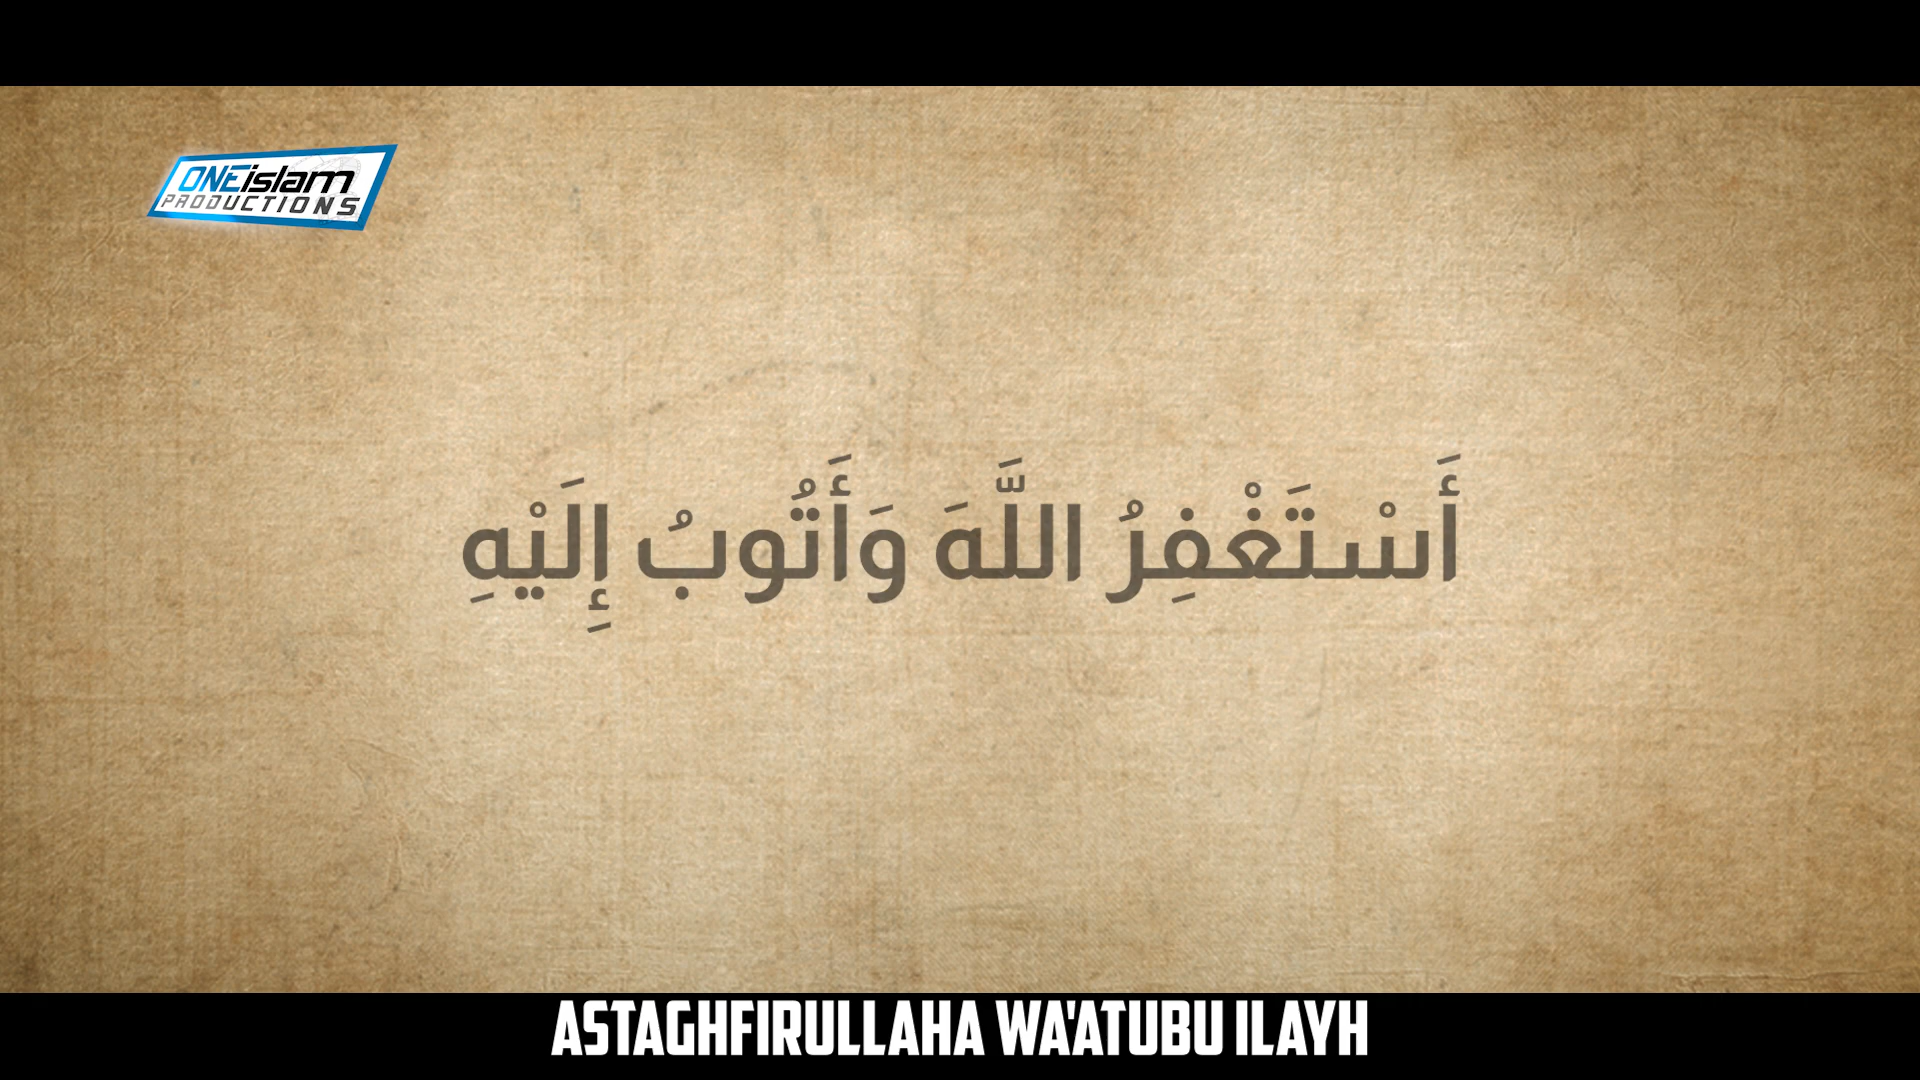 ONEislam
PRODUCTIONS
أَسْتَغْفِرُ اللَّهَ وَأَتُوبُ إِلَيْهِ
ASTAGHFIRULLAHA WA'ATUBU ILAYH